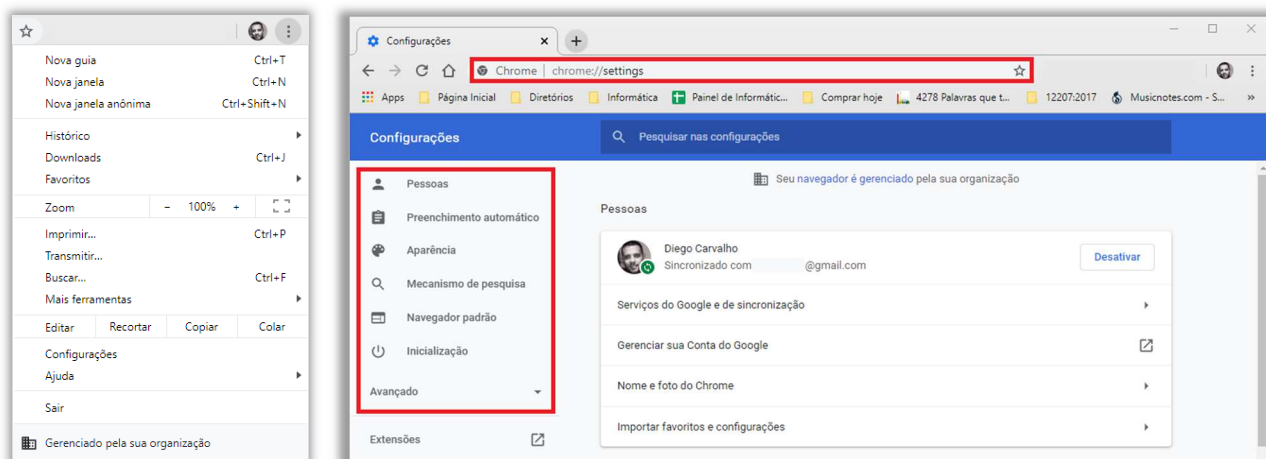 Nova guia Ctrl+T
Nova janela Ctrl+N
Nova janela anônima Ctrl+Shift+N
Histórico
Downloads Ctrl+J
Favoritos
Zoom - 100% +
Imprimir... Ctrl+P
Transmitir...
Buscar... Ctrl+F
Mais ferramentas
Editar Recortar Copiar Colar
Configurações
Ajuda
Sair
Gerenciado pela sua organização
Configurações
Chrome | chrome://settings
Apps Página Inicial Diretórios Informática Painel de Informátic... Comprar hoje 4278 Palavras que t... 12207:2017 Musicnotes.com - S... »
Configurações Pesquisar nas configurações
Seu navegador é gerenciado pela sua organização
Pessoas
Preenchimento automático
Aparência
Mecanismo de pesquisa
Navegador padrão
Inicialização
Avançado
Extensões
Pessoas
Diego Carvalho
Sincronizado com @gmail.com
Desativar
Serviços do Google e de sincronização
Gerenciar sua Conta do Google
Nome e foto do Chrome
Importar favoritos e configurações